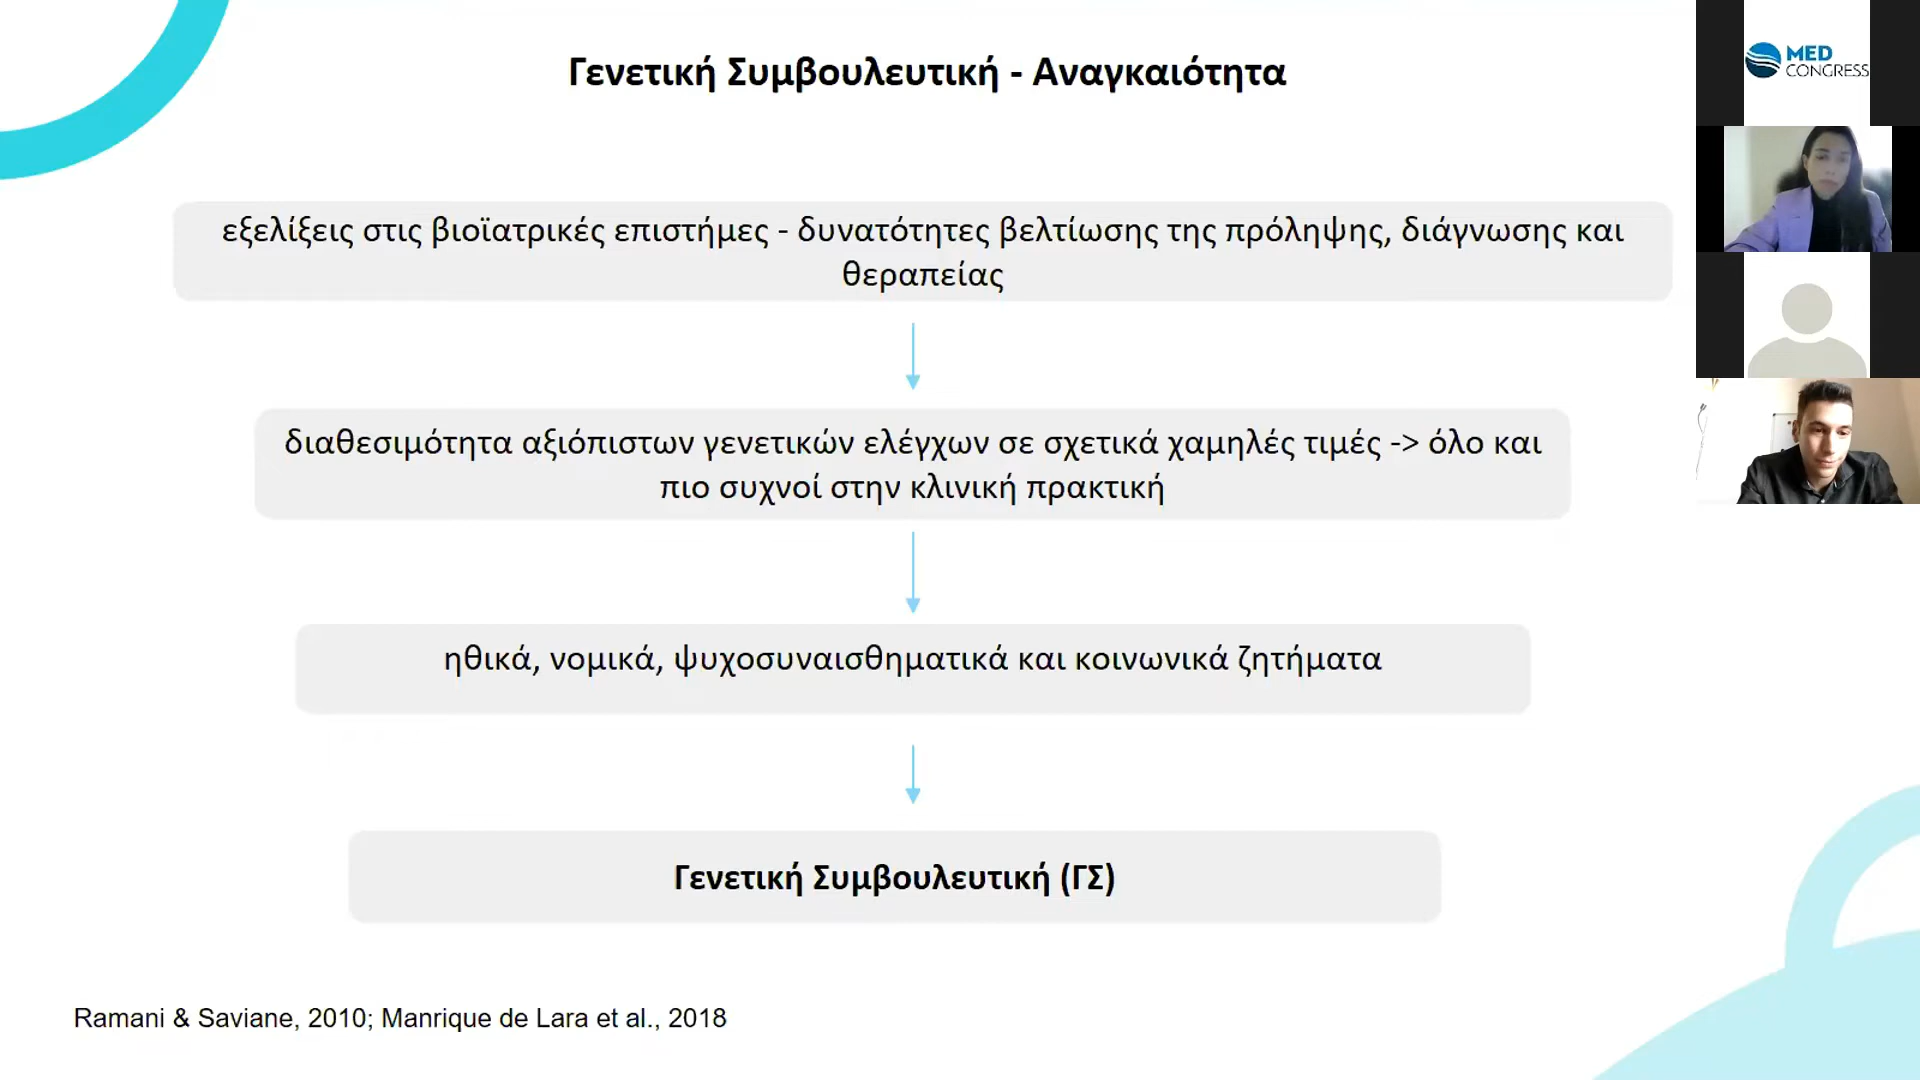 Γενετική Συμβουλευτική - Αναγκαιότητα
MED
CONGRESS
εξελίξεις στις βιοϊατρικές επιστήμες - δυνατότητες βελτίωσης της πρόληψης, διάγνωσης και
θεραπείας
διαθεσιμότητα αξιόπιστων γενετικών ελέγχων σε σχετικά χαμηλές τιμές -> όλο και
πιο συχνοί στην κλινική πρακτική
ηθικά, νομικά, ψυχοσυναισθηματικά και κοινωνικά ζητήματα
Γενετική Συμβουλευτική (ΓΣ)
Ramani & Saviane, 2010; Manrique de Lara et al., 2018